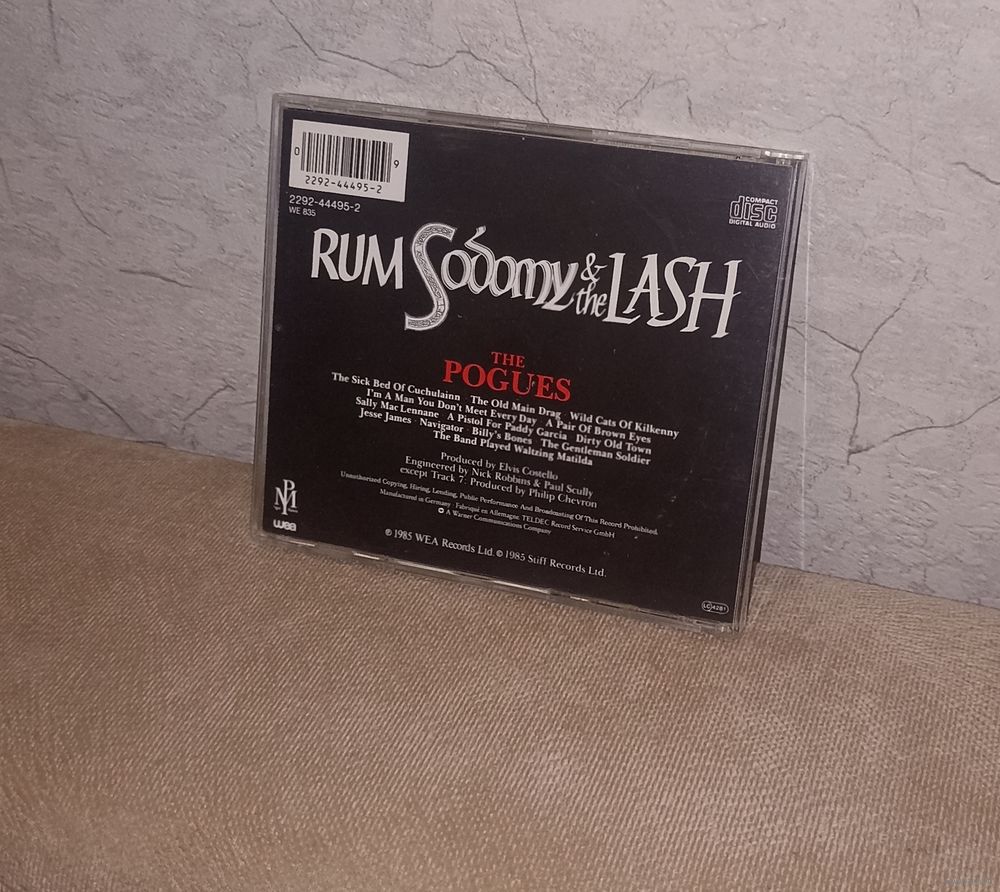 0 9
2292-44495-2
2292-44495-2
WE 835
COMPACT
disc
DIGITAL AUDIO
RUM Sodomy & the LASH
THE
POGUES
The Sick Bed Of Cuchulainn · The Old Main Drag · Wild Cats Of Kilkenny
I'm A Man You Don't Meet Every Day · A Pair Of Brown Eyes
Sally Mac Lennane · A Pistol For Paddy Garcia · Dirty Old Town
Jesse James · Navigator · Billy's Bones · The Gentleman Soldier
The Band Played Waltzing Matilda
Produced by Elvis Costello
Engineered by Nick Robbins & Paul Scully
except Track 7: Produced by Philip Chevron
Unauthorized Copying, Hiring, Lending, Public Performance And Broadcasting Of This Record Prohibited.
Manufactured in Germany · Fabriqué en Allemagne. TELDEC Record Service GmbH
A Warner Communications Company
℗ 1985 WEA Records Ltd. © 1985 Stiff Records Ltd.
PM
wea
LC 4281